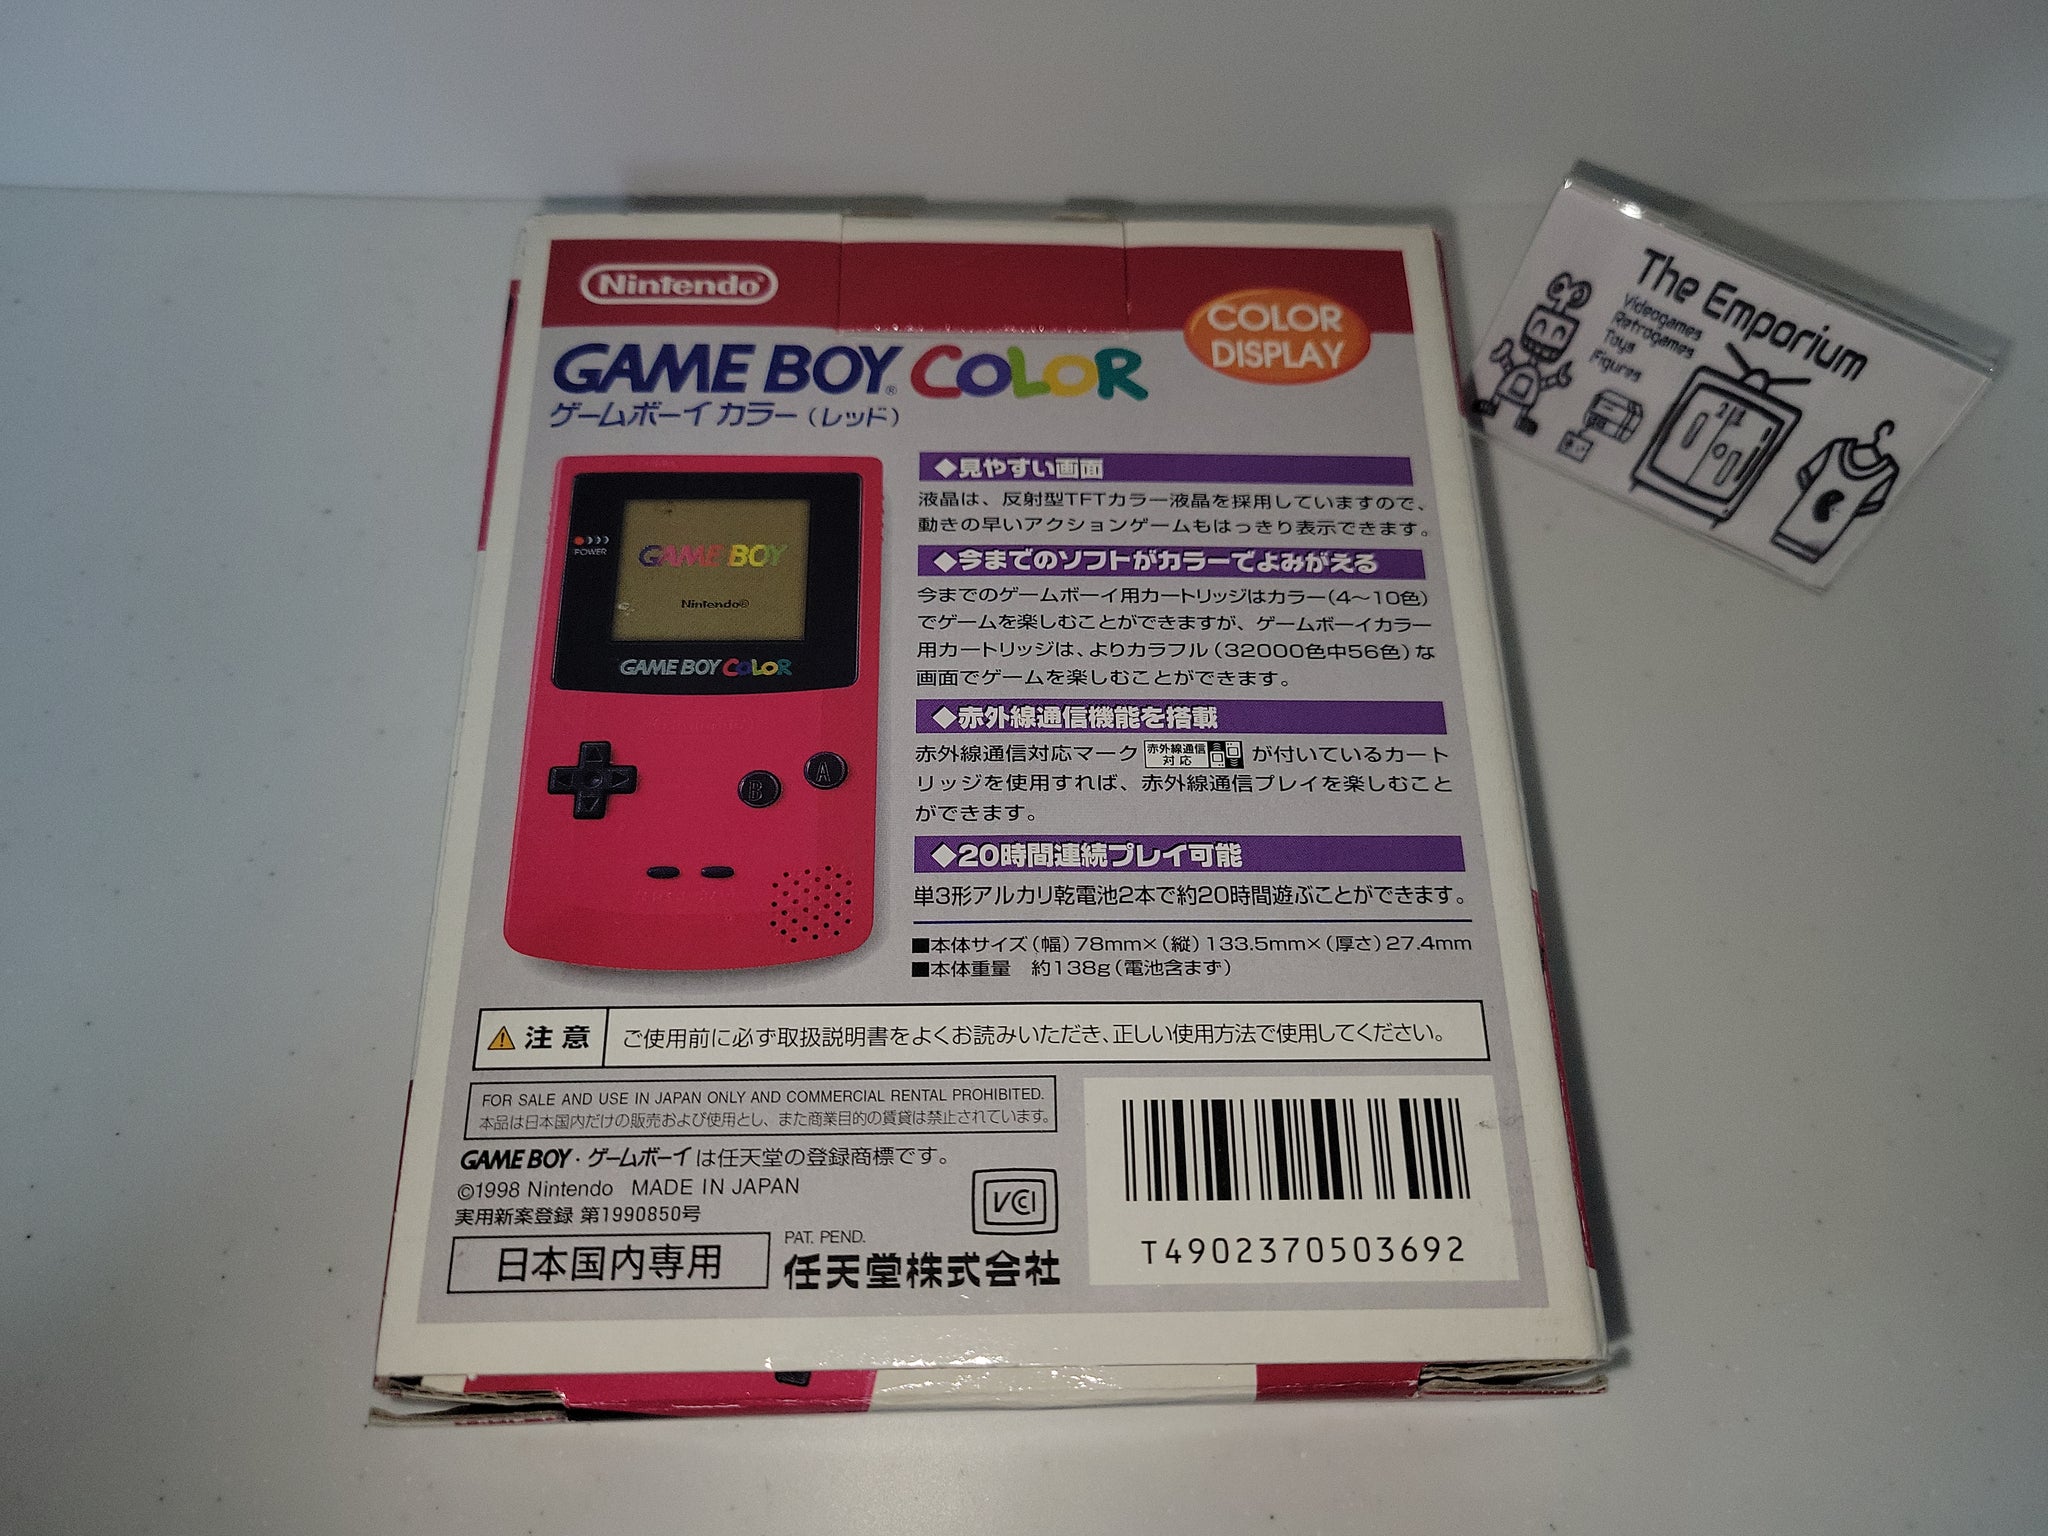 Nintendo®
COLOR
DISPLAY
GAME BOY® COLOR
ゲームボーイ カラー（レッド）
POWER
GAME BOY
Nintendo®
GAME BOY COLOR
B
A
◆見やすい画面
液晶は、反射型TFTカラー液晶を採用していますので、
動きの早いアクションゲームもはっきり表示できます。
◆今までのソフトがカラーでよみがえる
今までのゲームボーイ用カートリッジはカラー（4〜10色）
でゲームを楽しむことができますが、ゲームボーイカラー
用カートリッジは、よりカラフル（32000色中56色）な
画面でゲームを楽しむことができます。
◆赤外線通信機能を搭載
赤外線通信対応マーク 赤外線通信 対応 が付いているカート
リッジを使用すれば、赤外線通信プレイを楽しむこと
ができます。
◆20時間連続プレイ可能
単3形アルカリ乾電池2本で約20時間遊ぶことができます。
■本体サイズ（幅）78mm×（縦）133.5mm×（厚さ）27.4mm
■本体重量　約138g（電池含まず）
注意
ご使用前に必ず取扱説明書をよくお読みいただき、正しい使用方法で使用してください。
FOR SALE AND USE IN JAPAN ONLY AND COMMERCIAL RENTAL PROHIBITED.
本品は日本国内だけの販売および使用とし、また商業目的の賃貸は禁止されています。
GAME BOY・ゲームボーイは任天堂の登録商標です。
©1998 Nintendo MADE IN JAPAN
実用新案登録 第1990850号
日本国内専用
VCI
PAT. PEND.
任天堂株式会社
T4902370503692
The Emporium
Videogames
Retrogames
Toys
Figures